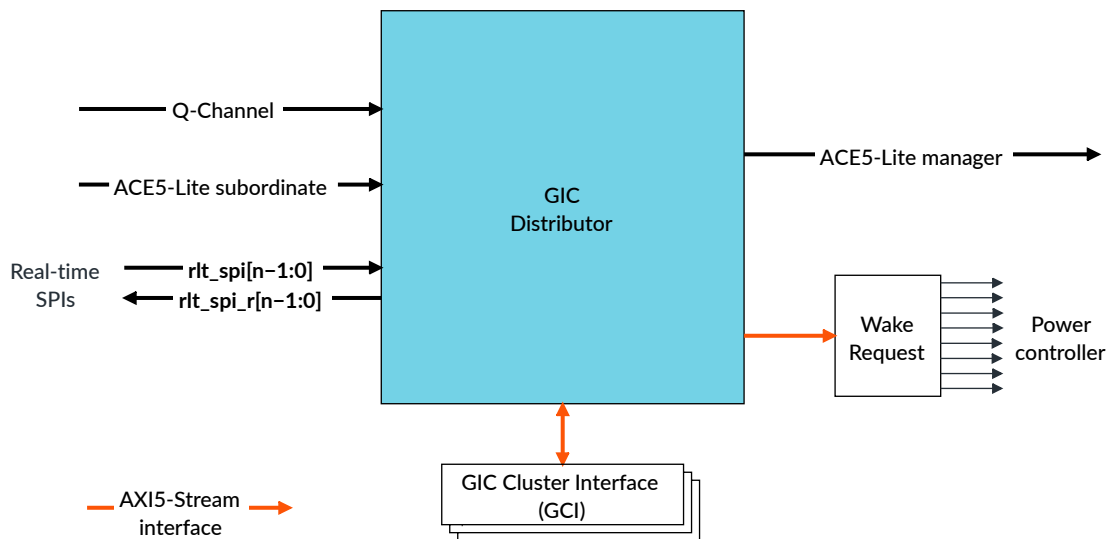 Q-Channel
ACE5-Lite subordinate
Real-time
SPIs
rlt_spi[n−1:0]
rlt_spi_r[n−1:0]
GIC
Distributor
ACE5-Lite manager
Wake
Request
Power
controller
GIC Cluster Interface
(GCI)
AXI5-Stream
interface